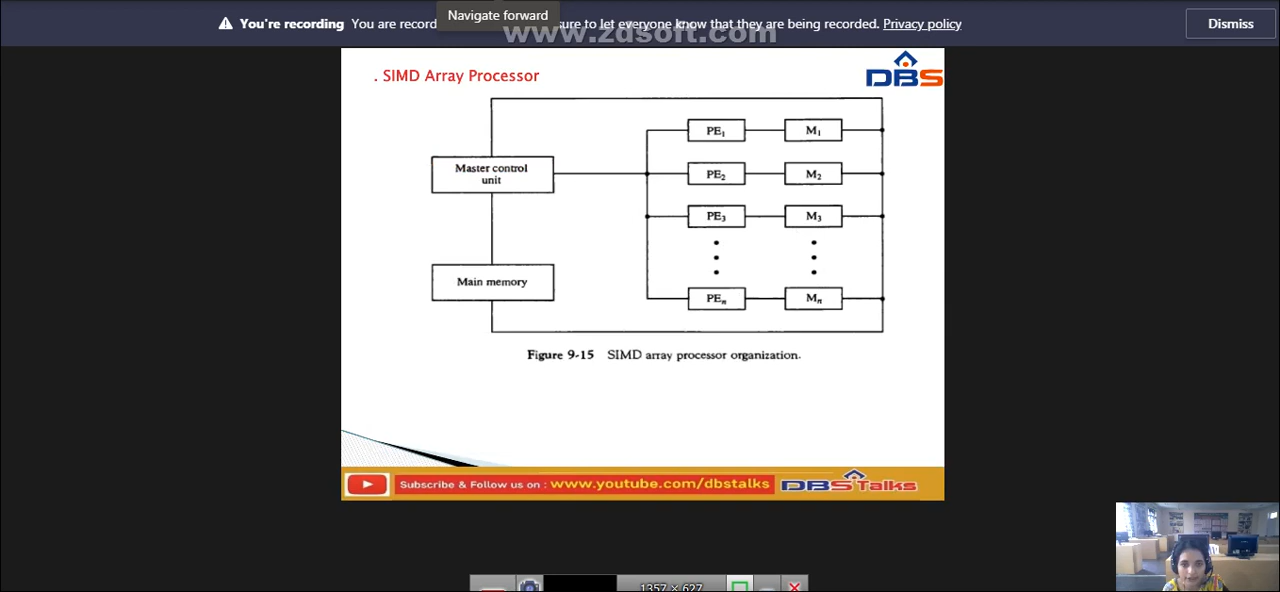 You're recording You are record
Navigate forward
sure to let everyone know that they are being recorded. Privacy policy
Dismiss
www.zdsoft.com
. SIMD Array Processor
DBS
Master control
unit
Main memory
PE1 M1
PE2 M2
PE3 M3
PEn Mn
Figure 9-15 SIMD array processor organization.
Subscribe & Follow us on : www.youtube.com/dbstalks DBS Talks
1357 x 627